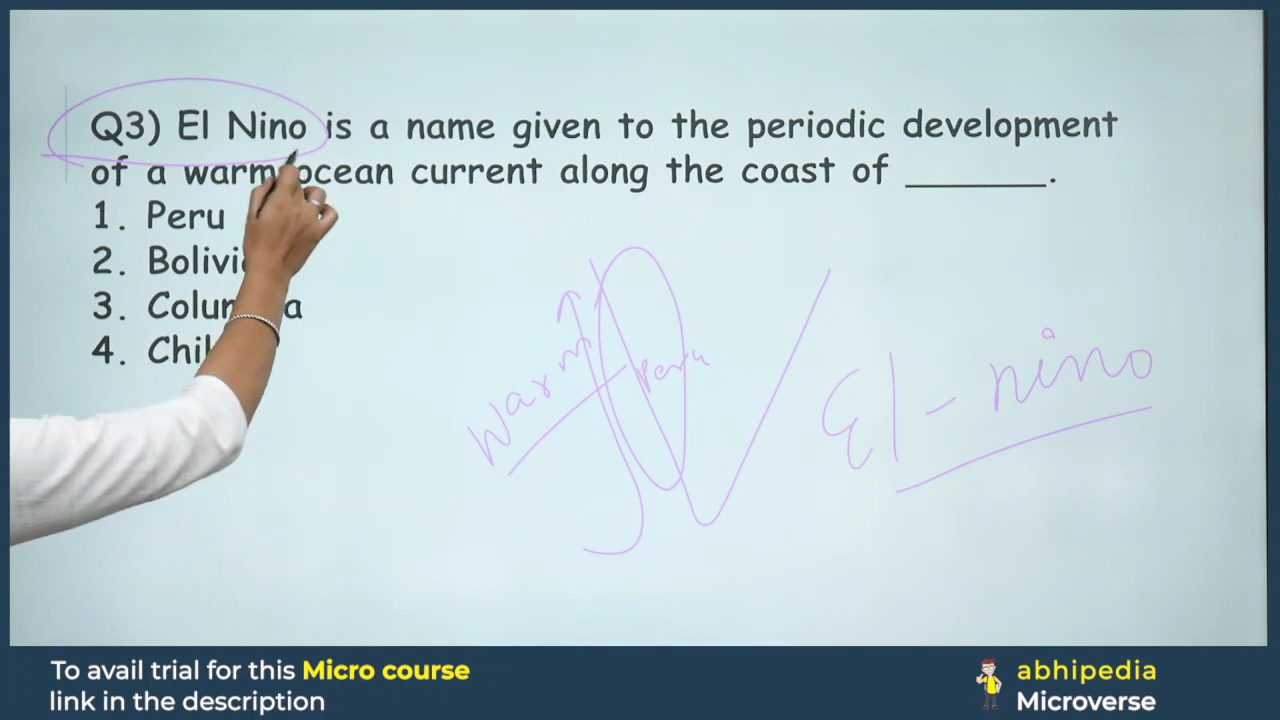 Q3) El Nino is a name given to the periodic development
of a warm ocean current along the coast of _______.
1. Peru
2. Bolivi
3. Colum a
4. Chil
warm
Peru
El-nino
To avail trial for this Micro course
link in the description
abhipedia
Microverse